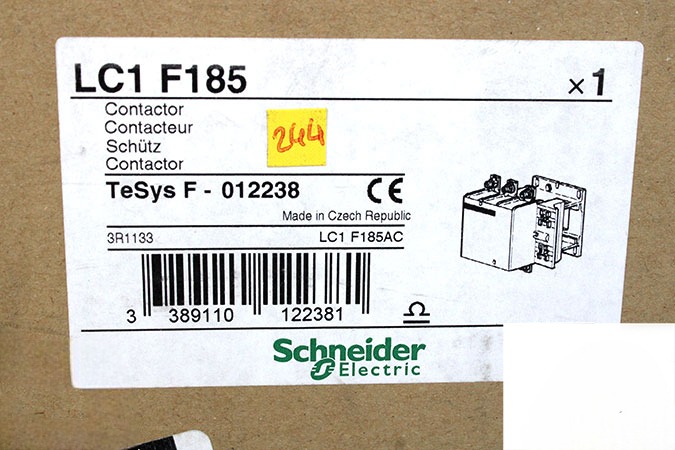 LC1 F185
x 1
Contactor
Contacteur
Schütz
Contactor
244
TeSys F - 012238
CE
Made in Czech Republic
3R1133
LC1 F185AC
3 389110 122381
Schneider
Electric